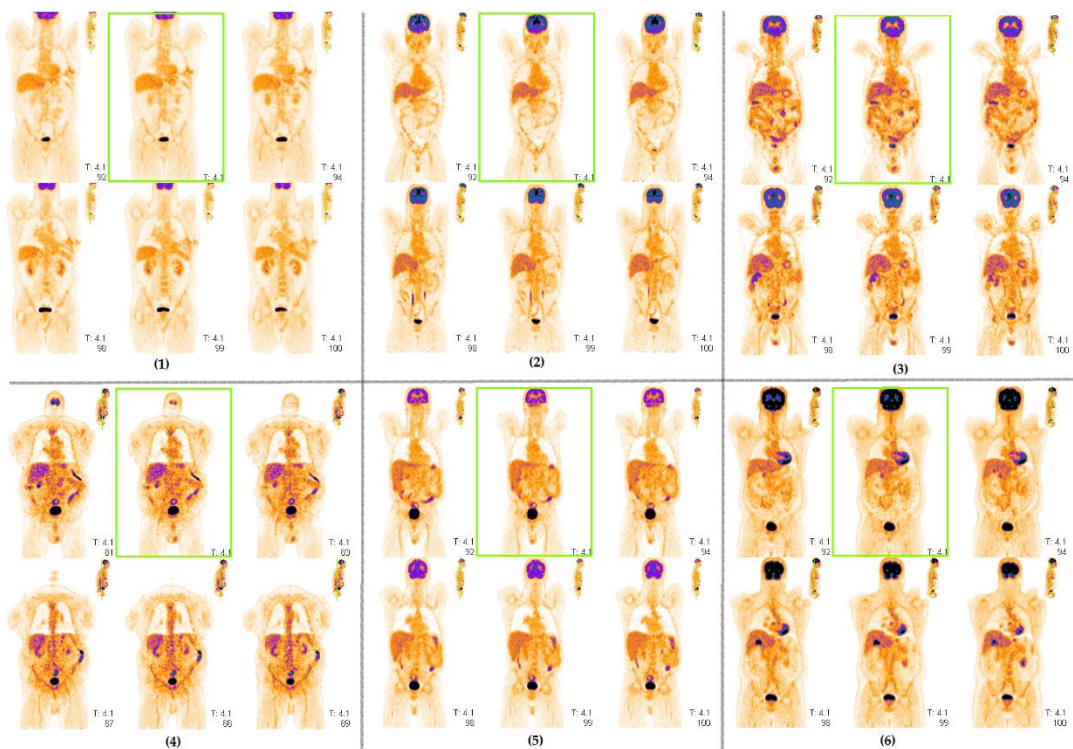 T: 4.1
92
T: 4.1
T: 4.1
94
T: 4.1
98
T: 4.1
99
T: 4.1
100
(1)
T: 4.1
92
T: 4.1
T: 4.1
94
T: 4.1
98
T: 4.1
99
T: 4.1
100
(2)
T: 4.1
92
T: 4.1
T: 4.1
94
T: 4.1
98
T: 4.1
99
T: 4.1
100
(3)
T: 4.1
81
T: 4.1
T: 4.1
83
T: 4.1
87
T: 4.1
88
T: 4.1
89
(4)
T: 4.1
92
T: 4.1
T: 4.1
94
T: 4.1
98
T: 4.1
99
T: 4.1
100
(5)
T: 4.1
92
T: 4.1
T: 4.1
94
T: 4.1
98
T: 4.1
99
T: 4.1
100
(6)